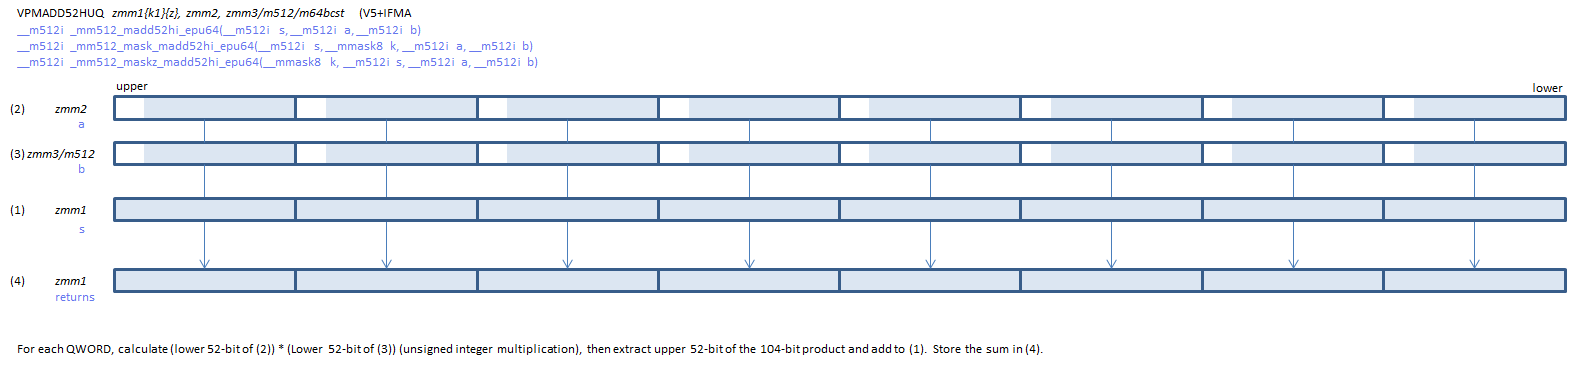 VPMADD52HUQ zmm1{k1}{z}, zmm2, zmm3/m512/m64bcst (V5+IFMA
__m512i _mm512_madd52hi_epu64(__m512i s, __m512i a, __m512i b)
__m512i _mm512_mask_madd52hi_epu64(__m512i s, __mmask8 k, __m512i a, __m512i b)
__m512i _mm512_maskz_madd52hi_epu64(__mmask8 k, __m512i s, __m512i a, __m512i b)
upper lower
(2) zmm2
a
(3) zmm3/m512
b
(1) zmm1
s
(4) zmm1
returns
For each QWORD, calculate (lower 52-bit of (2)) * (Lower 52-bit of (3)) (unsigned integer multiplication), then extract upper 52-bit of the 104-bit product and add to (1). Store the sum in (4).